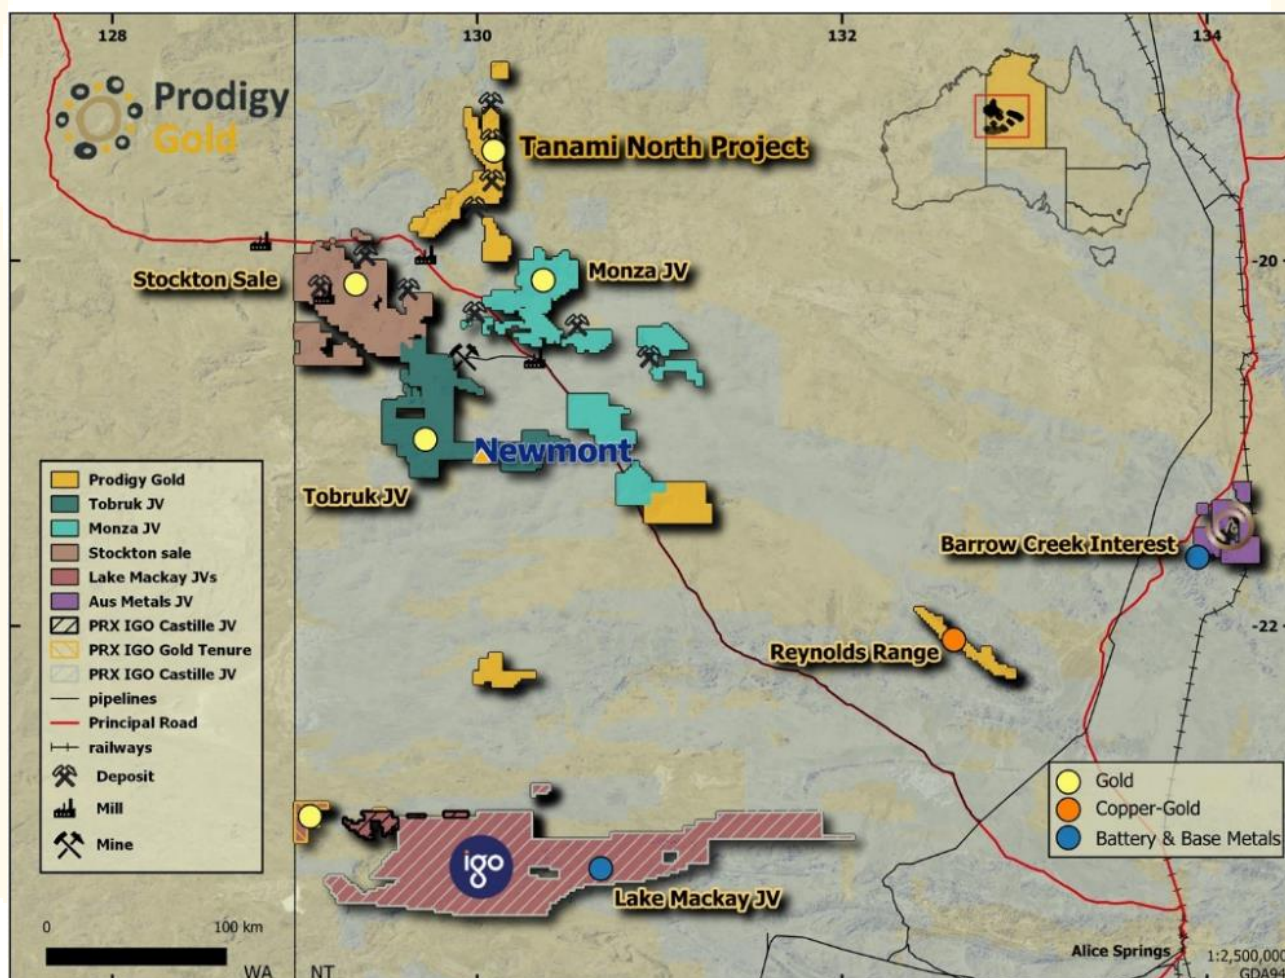 128
130
132
134
Prodigy
Gold
Tanami North Project
-20
Stockton Sale
Monza JV
Newmont
Tobruk JV
Prodigy Gold
Tobruk JV
Monza JV
Stockton sale
Lake Mackay JVs
Aus Metals JV
PRX IGO Castille JV
PRX IGO Gold Tenure
PRX IGO Castille JV
pipelines
Principal Road
railways
Deposit
Mill
Mine
Barrow Creek Interest
-22
Reynolds Range
Gold
Copper-Gold
Battery & Base Metals
igo
Lake Mackay JV
0
100 km
WA
NT
Alice Springs
1:2,500,000